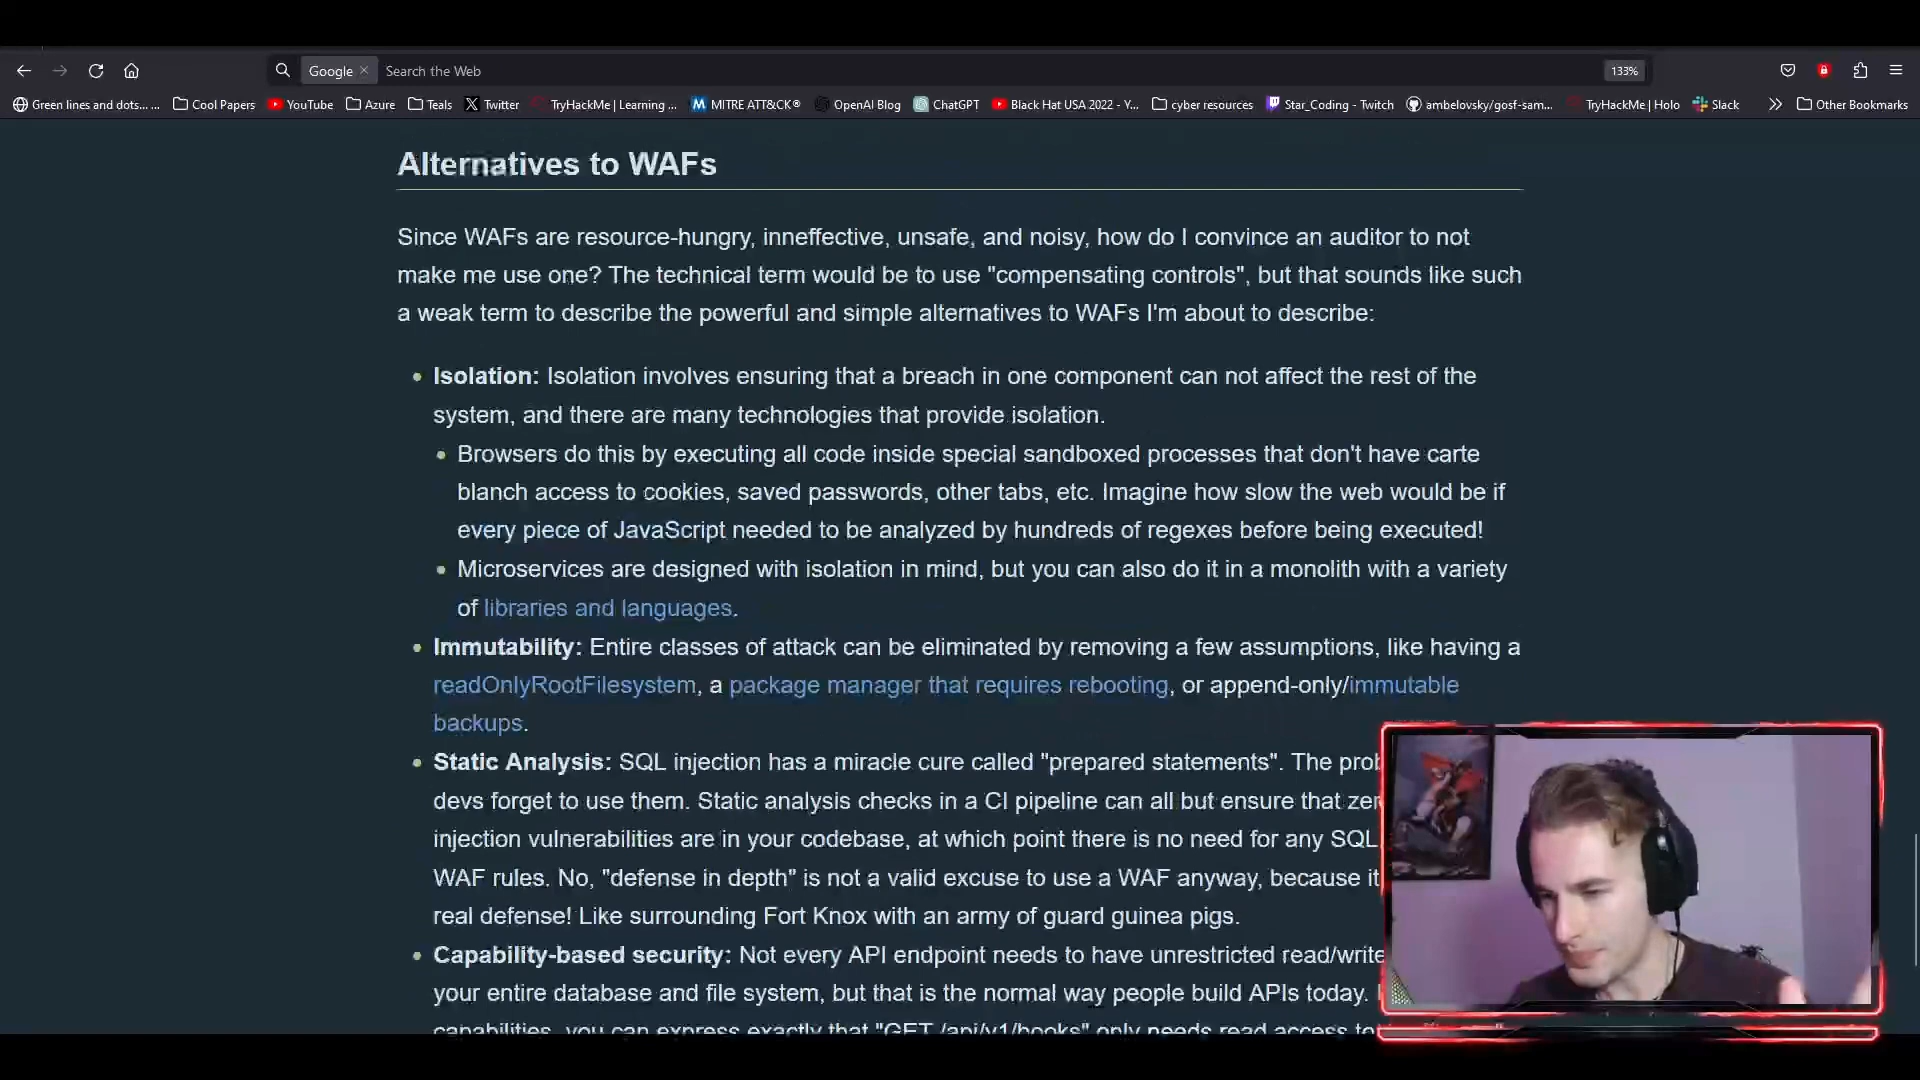 Google × Search the Web 133%
Green lines and dots... ... Cool Papers YouTube Azure Teals Twitter TryHackMe | Learning ... MITRE ATT&CK® OpenAI Blog ChatGPT Black Hat USA 2022 - Y... cyber resources Star_Coding - Twitch ambelovsky/gosf-sam... TryHackMe | Holo Slack Other Bookmarks
Alternatives to WAFs
Since WAFs are resource-hungry, inneffective, unsafe, and noisy, how do I convince an auditor to not
make me use one? The technical term would be to use "compensating controls", but that sounds like such
a weak term to describe the powerful and simple alternatives to WAFs I'm about to describe:
Isolation: Isolation involves ensuring that a breach in one component can not affect the rest of the
system, and there are many technologies that provide isolation.
Browsers do this by executing all code inside special sandboxed processes that don't have carte
blanch access to cookies, saved passwords, other tabs, etc. Imagine how slow the web would be if
every piece of JavaScript needed to be analyzed by hundreds of regexes before being executed!
Microservices are designed with isolation in mind, but you can also do it in a monolith with a variety
of libraries and languages.
Immutability: Entire classes of attack can be eliminated by removing a few assumptions, like having a
readOnlyRootFilesystem, a package manager that requires rebooting, or append-only/immutable
backups.
Static Analysis: SQL injection has a miracle cure called "prepared statements". The
devs forget to use them. Static analysis checks in a CI pipeline can all but ensure that
injection vulnerabilities are in your codebase, at which point there is no need for any SQL
WAF rules. No, "defense in depth" is not a valid excuse to use a WAF anyway, because it
real defense! Like surrounding Fort Knox with an army of guard guinea pigs.
Capability-based security: Not every API endpoint needs to have unrestricted read/write
your entire database and file system, but that is the normal way people build APIs today.
capabilities, you can express exactly that "GET /api/v1/books" only needs read access to